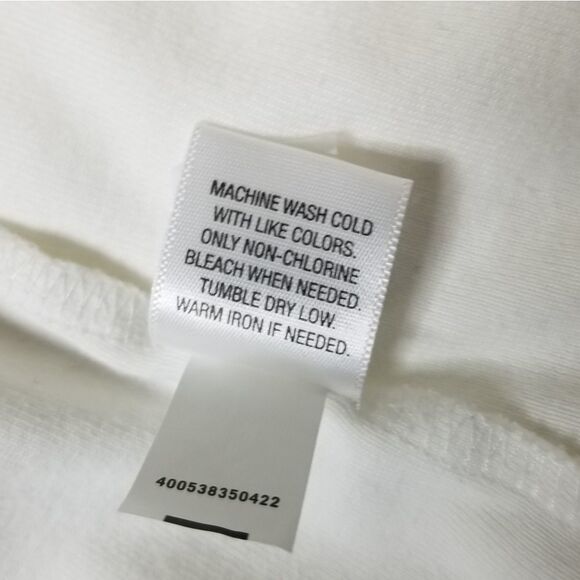 MACHINE WASH COLD
WITH LIKE COLORS.
ONLY NON-CHLORINE
BLEACH WHEN NEEDED.
TUMBLE DRY LOW.
WARM IRON IF NEEDED.
400538350422